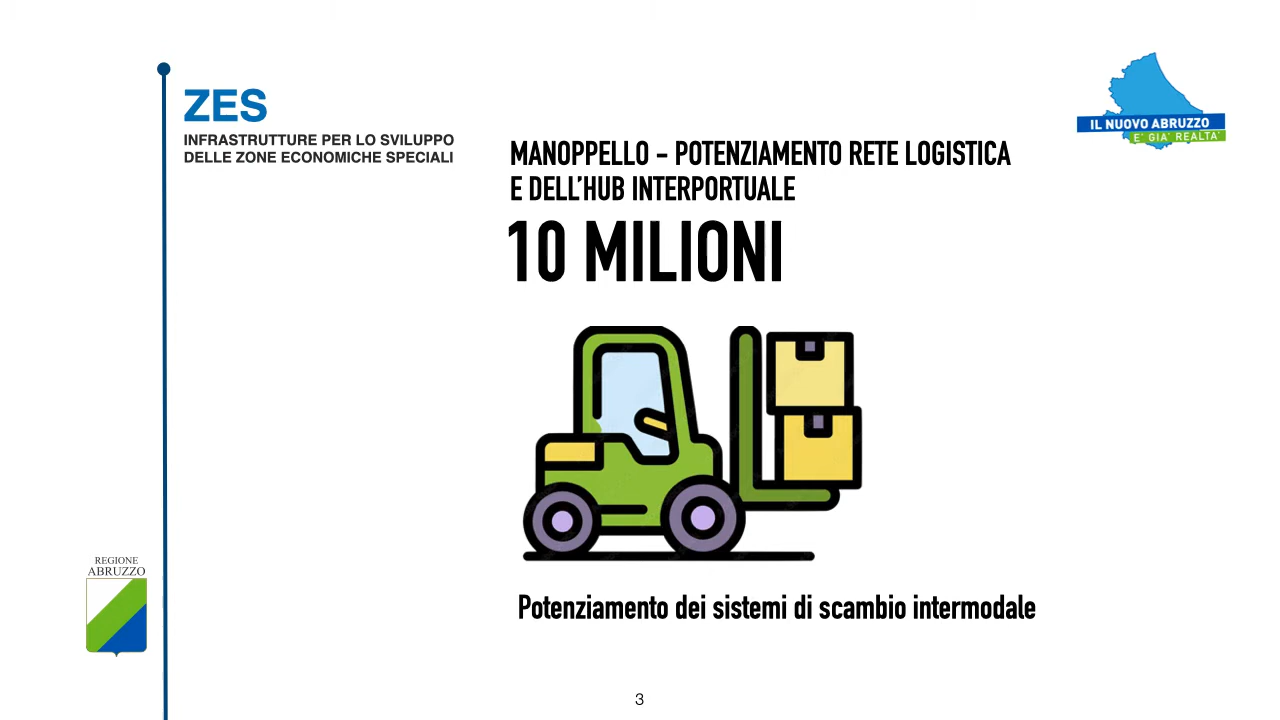 ZES
INFRASTRUTTURE PER LO SVILUPPO
DELLE ZONE ECONOMICHE SPECIALI
IL NUOVO ABRUZZO
E' GIA' REALTA'
MANOPPELLO - POTENZIAMENTO RETE LOGISTICA
E DELL'HUB INTERPORTUALE
10 MILIONI
Potenziamento dei sistemi di scambio intermodale
REGIONE
ABRUZZO
3